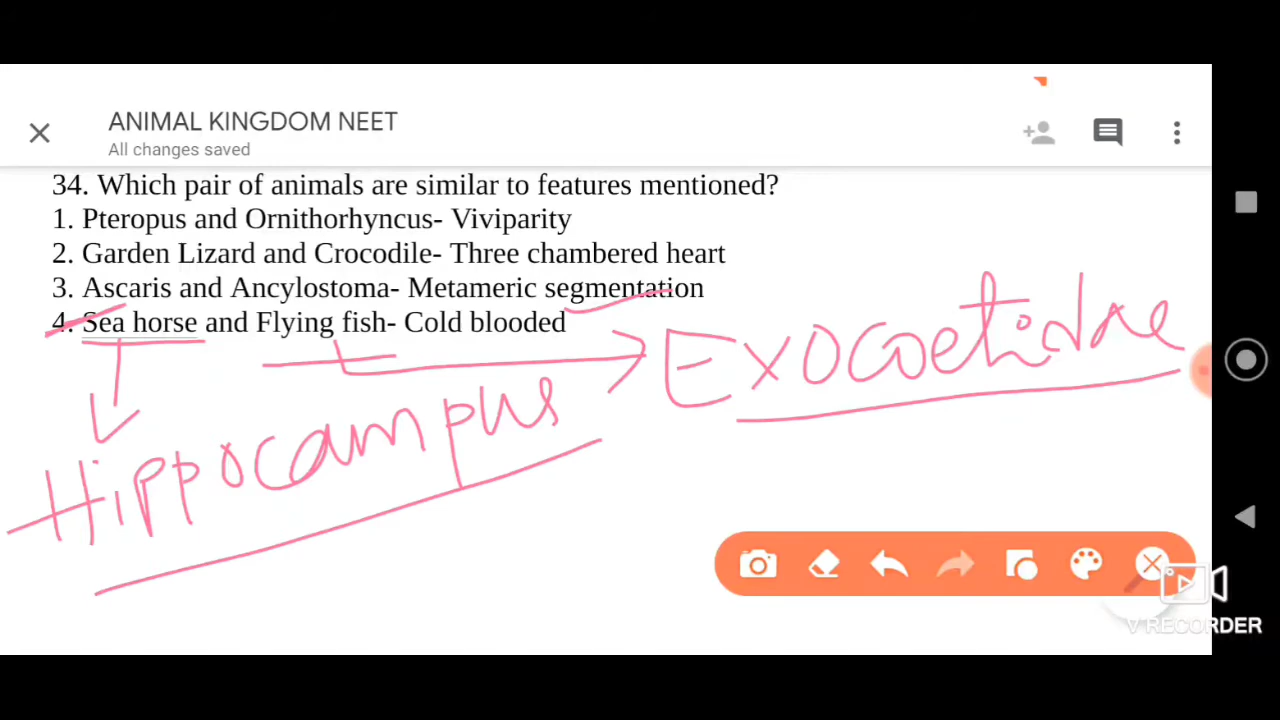 ANIMAL KINGDOM NEET
All changes saved
34. Which pair of animals are similar to features mentioned?
1. Pteropus and Ornithorhyncus- Viviparity
2. Garden Lizard and Crocodile- Three chambered heart
3. Ascaris and Ancylostoma- Metameric segmentation
4. Sea horse and Flying fish- Cold blooded
Exocoetidae
Hippocampus
V RECORDER